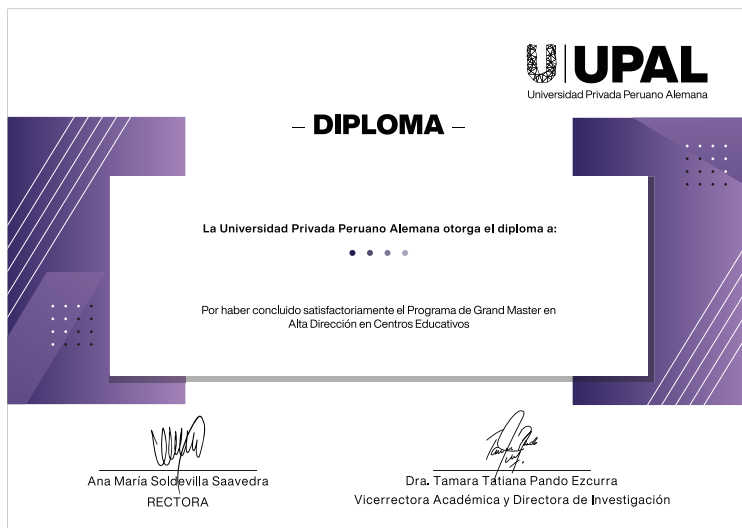 UPAL
Universidad Privada Peruano Alemana
– DIPLOMA –
La Universidad Privada Peruano Alemana otorga el diploma a:
Por haber concluido satisfactoriamente el Programa de Grand Master en
Alta Dirección en Centros Educativos
Ana María Soldevilla Saavedra
RECTORA
Dra. Tamara Tatiana Pando Ezcurra
Vicerrectora Académica y Directora de Investigación